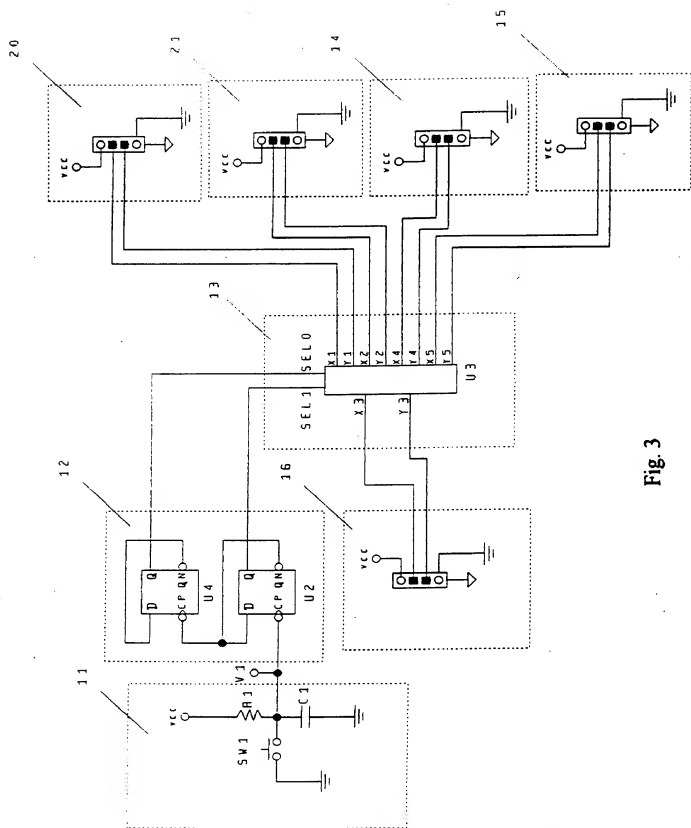 20
21
14
15
VCC
VCC
VCC
VCC
13
SEL1 SEL0
X1
Y1
X2
Y2
X4
Y4
X5
Y5
X3
Y3
U3
12
D Q
CP QN
U4
D Q
CP QN
U2
16
VCC
11
V1
VCC
R1
C1
SW1
Fig. 3